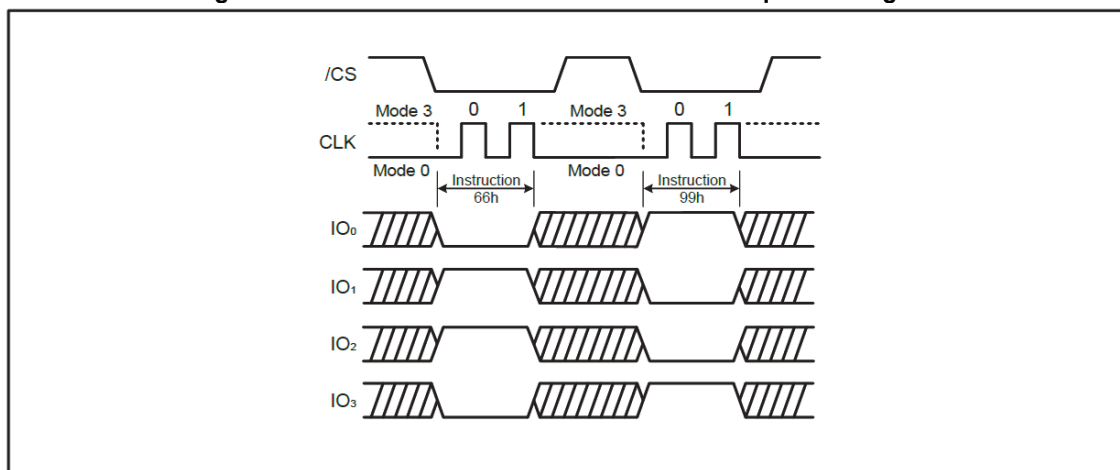 /CS
Mode 3 0 1 Mode 3 0 1
CLK
Mode 0 Mode 0
Instruction Instruction
66h 99h
IO₀
IO₁
IO₂
IO₃